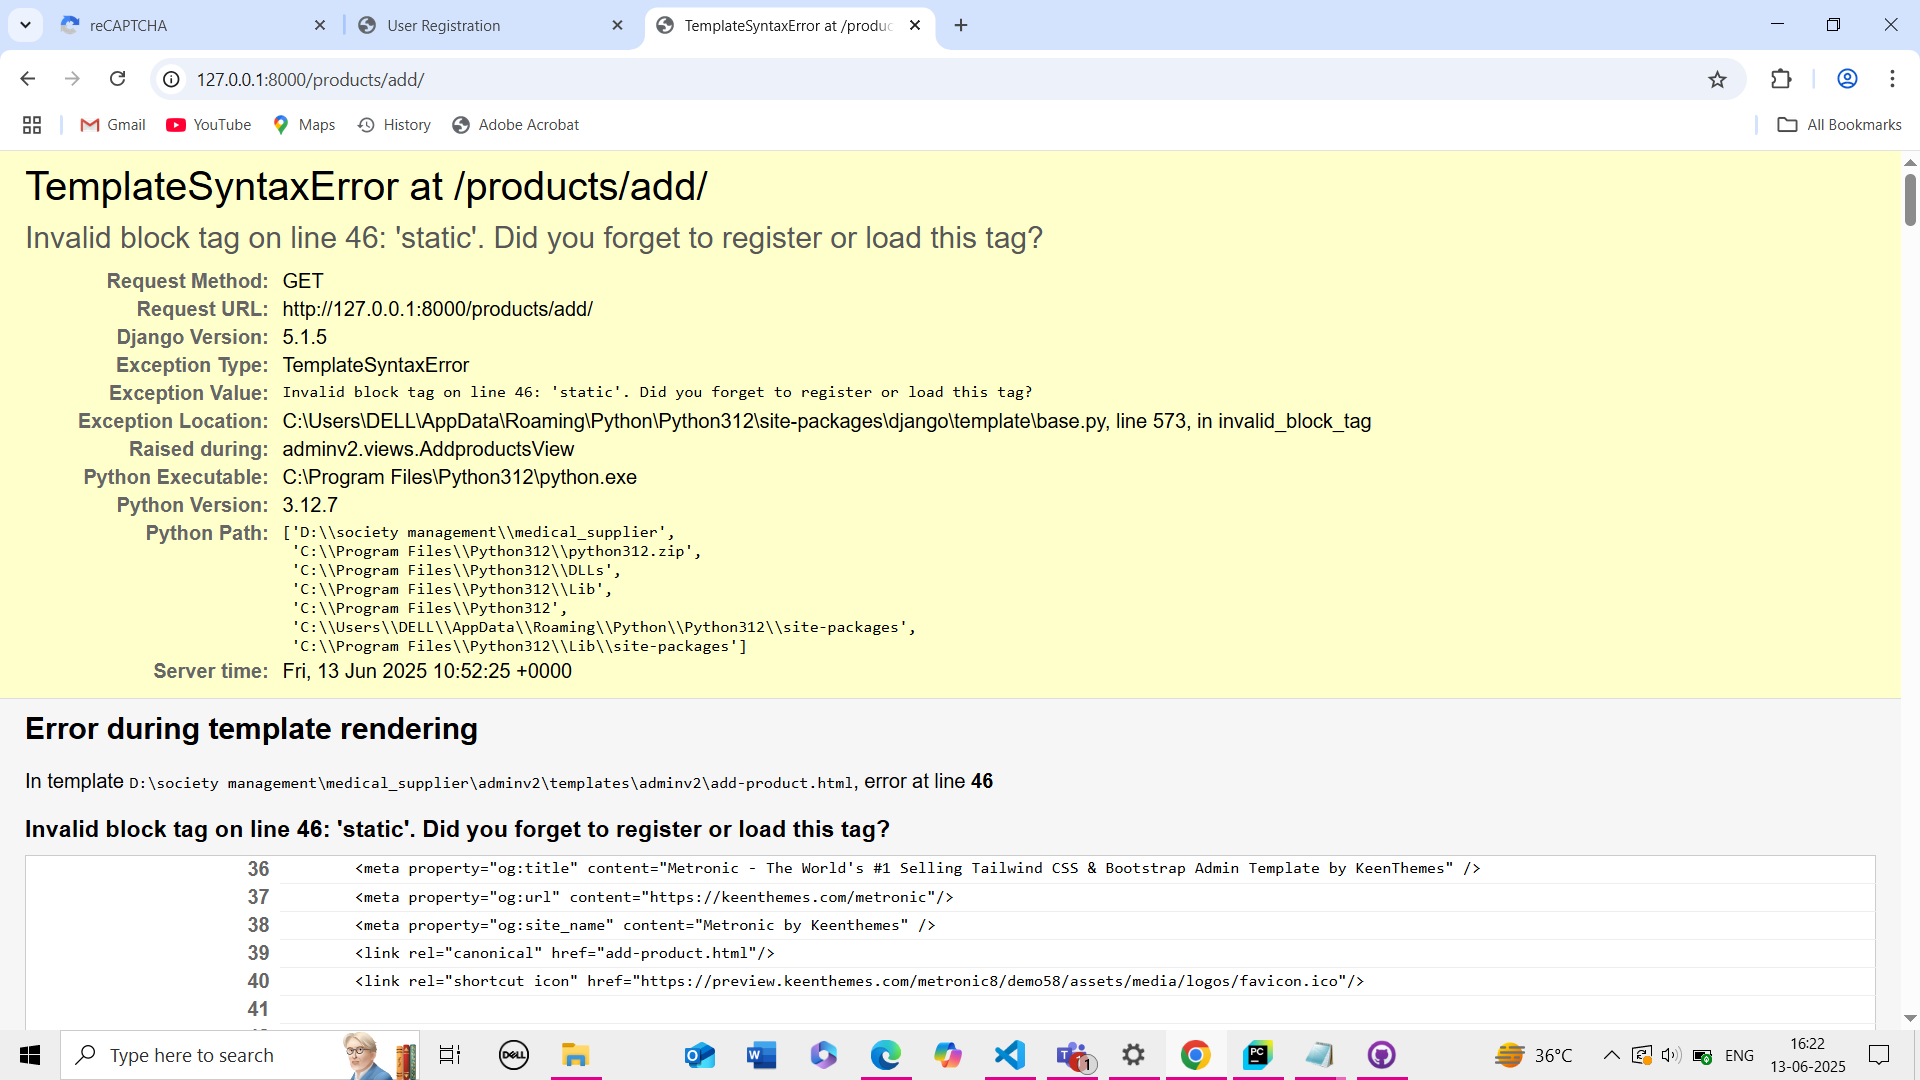 reCAPTCHA
User Registration
TemplateSyntaxError at /produc
127.0.0.1:8000/products/add/
Gmail
YouTube
Maps
History
Adobe Acrobat
All Bookmarks
TemplateSyntaxError at /products/add/
Invalid block tag on line 46: 'static'. Did you forget to register or load this tag?
Request Method: GET
Request URL: http://127.0.0.1:8000/products/add/
Django Version: 5.1.5
Exception Type: TemplateSyntaxError
Exception Value: Invalid block tag on line 46: 'static'. Did you forget to register or load this tag?
Exception Location: C:\Users\DELL\AppData\Roaming\Python\Python312\site-packages\django\template\base.py, line 573, in invalid_block_tag
Raised during: adminv2.views.AddproductsView
Python Executable: C:\Program Files\Python312\python.exe
Python Version: 3.12.7
Python Path: ['D:\\society management\\medical_supplier',
'C:\\Program Files\\Python312\\python312.zip',
'C:\\Program Files\\Python312\\DLLs',
'C:\\Program Files\\Python312\\Lib',
'C:\\Program Files\\Python312',
'C:\\Users\\DELL\\AppData\\Roaming\\Python\\Python312\\site-packages',
'C:\\Program Files\\Python312\\Lib\\site-packages']
Server time: Fri, 13 Jun 2025 10:52:25 +0000
Error during template rendering
In template D:\society management\medical_supplier\adminv2\templates\adminv2\add-product.html, error at line 46
Invalid block tag on line 46: 'static'. Did you forget to register or load this tag?
36 <meta property="og:title" content="Metronic - The World's #1 Selling Tailwind CSS & Bootstrap Admin Template by KeenThemes" />
37 <meta property="og:url" content="https://keenthemes.com/metronic"/>
38 <meta property="og:site_name" content="Metronic by Keenthemes" />
39 <link rel="canonical" href="add-product.html"/>
40 <link rel="shortcut icon" href="https://preview.keenthemes.com/metronic8/demo58/assets/media/logos/favicon.ico"/>
41
Type here to search
DELL
1
36°C
ENG
16:22
13-06-2025